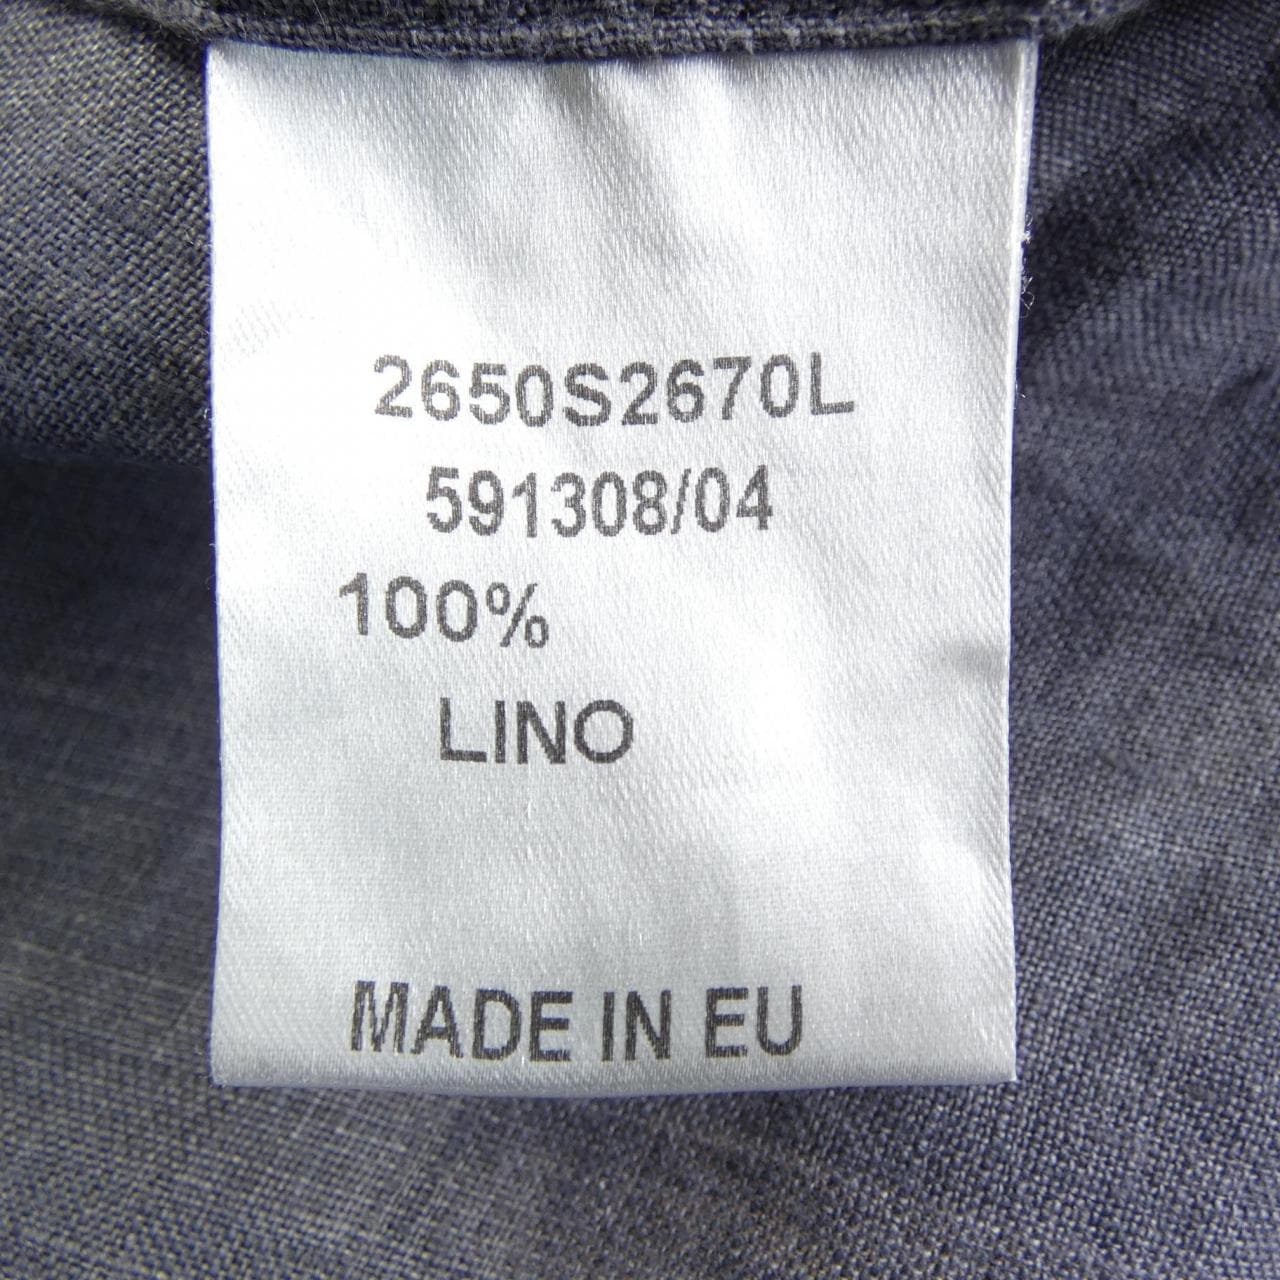 2650S2670L
591308/04
100%
LINO
MADE IN EU